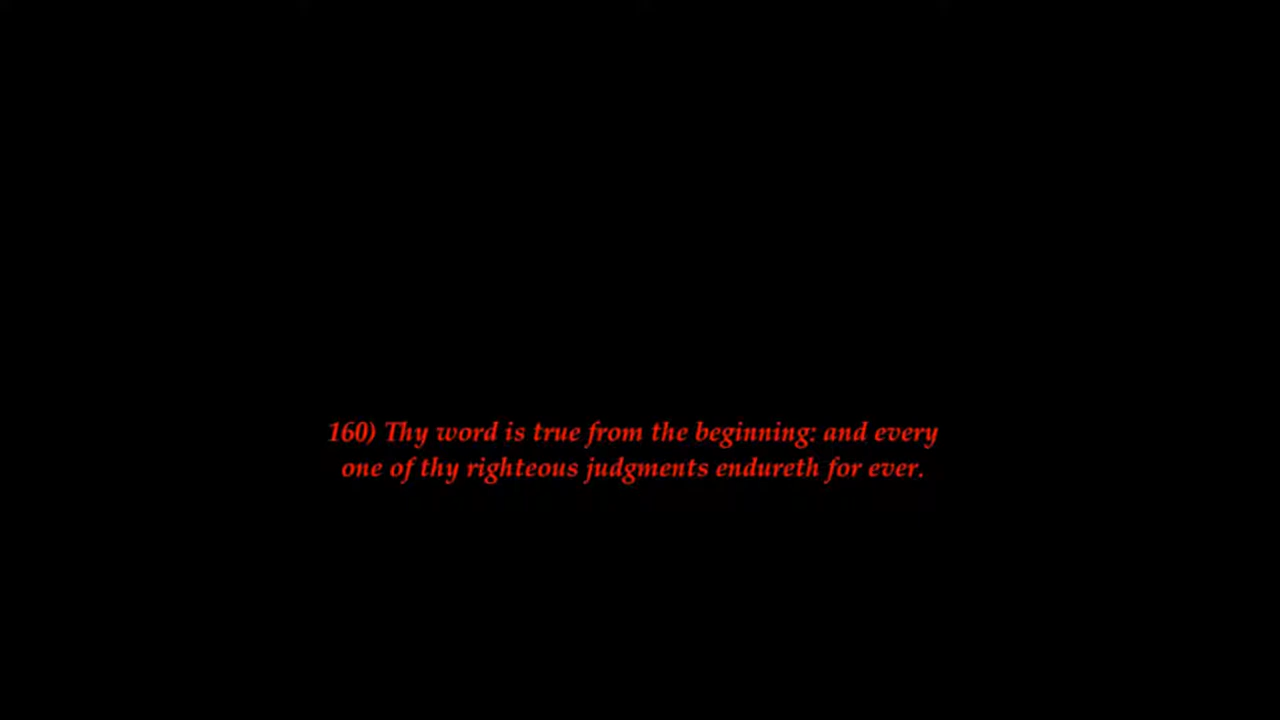 160) Thy word is true from the beginning: and every
one of thy righteous judgments endureth for ever.